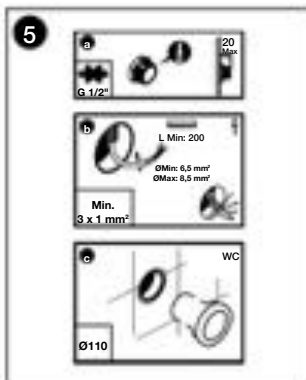 5
a
20
Max
G 1/2"
b
L Min: 200
ØMin: 6,5 mm²
ØMax: 8,5 mm²
Min.
3 x 1 mm²
c
WC
Ø110